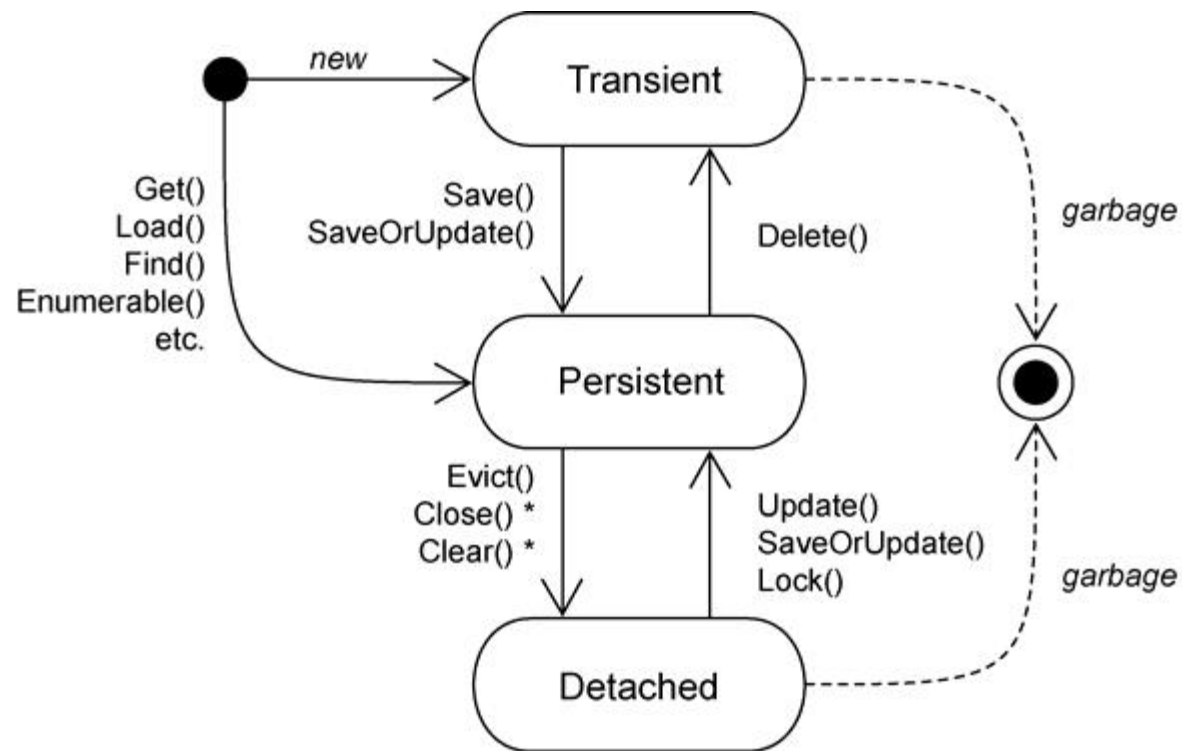 new
Transient
Get()
Load()
Find()
Enumerable()
etc.
Save()
SaveOrUpdate()
Delete()
garbage
Persistent
Evict()
Close() *
Clear() *
Update()
SaveOrUpdate()
Lock()
garbage
Detached